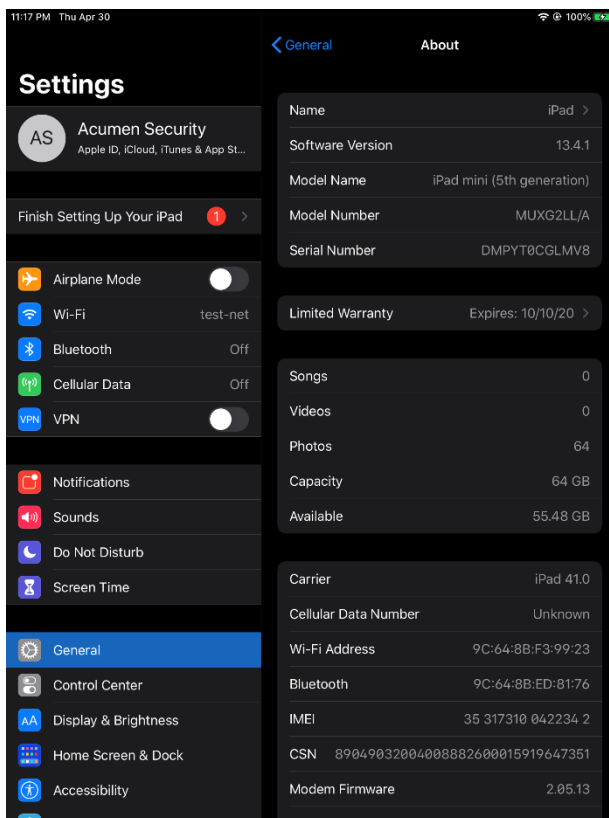 11:17 PM Thu Apr 30
100%
Settings
AS
Acumen Security
Apple ID, iCloud, iTunes & App St...
Finish Setting Up Your iPad 1
Airplane Mode
Wi-Fi test-net
Bluetooth Off
Cellular Data Off
VPN VPN
Notifications
Sounds
Do Not Disturb
Screen Time
General
Control Center
AA Display & Brightness
Home Screen & Dock
Accessibility
General About
Name iPad
Software Version 13.4.1
Model Name iPad mini (5th generation)
Model Number MUXG2LL/A
Serial Number DMPYT0CGLMV8
Limited Warranty Expires: 10/10/20
Songs 0
Videos 0
Photos 64
Capacity 64 GB
Available 55.48 GB
Carrier iPad 41.0
Cellular Data Number Unknown
Wi-Fi Address 9C:64:8B:F3:99:23
Bluetooth 9C:64:8B:ED:81:76
IMEI 35 317310 042234 2
CSN 89049032004008882600015919647351
Modem Firmware 2.05.13